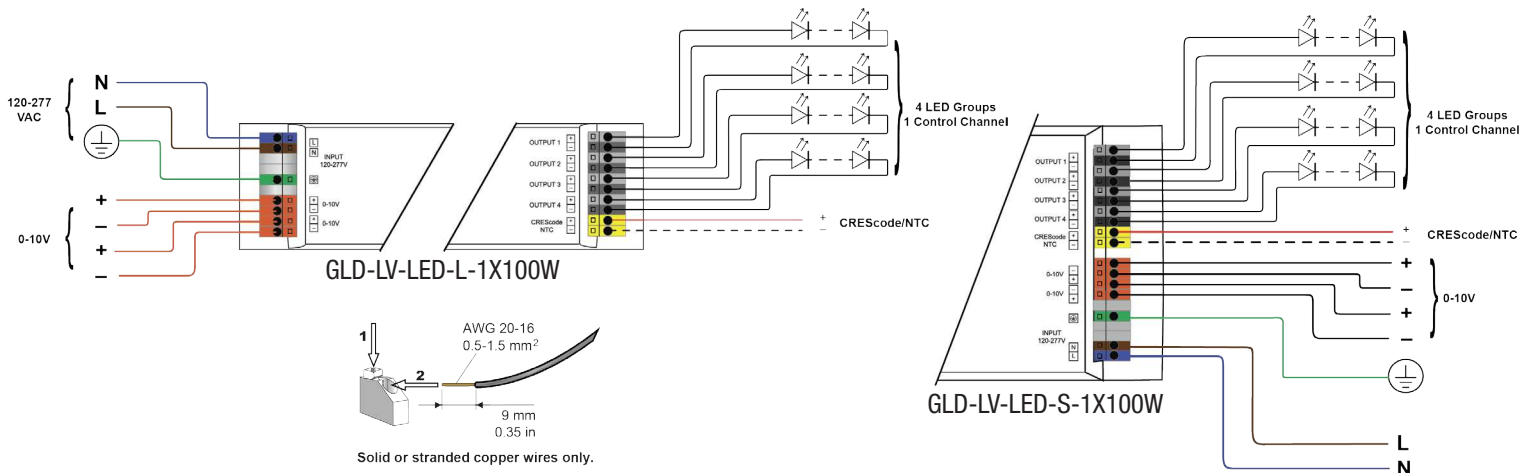 120-277
VAC
N
L
+
−
+
−
0-10V
L
N
INPUT
120-277V
+
−
0-10V
+
−
0-10V
OUTPUT 1
+
−
OUTPUT 2
+
−
OUTPUT 3
+
−
OUTPUT 4
+
−
CREScode
NTC
+
−
4 LED Groups
1 Control Channel
+
−
CREScode/NTC
GLD-LV-LED-L-1X100W
1
2
AWG 20-16
0.5-1.5 mm²
9 mm
0.35 in
Solid or stranded copper wires only.
OUTPUT 1
+
−
OUTPUT 2
+
−
OUTPUT 3
+
−
OUTPUT 4
+
−
CREScode
NTC
+
−
0-10V
−
+
0-10V
−
+
INPUT
120-277V
N
L
4 LED Groups
1 Control Channel
+
−
CREScode/NTC
+
−
+
−
0-10V
L
N
GLD-LV-LED-S-1X100W